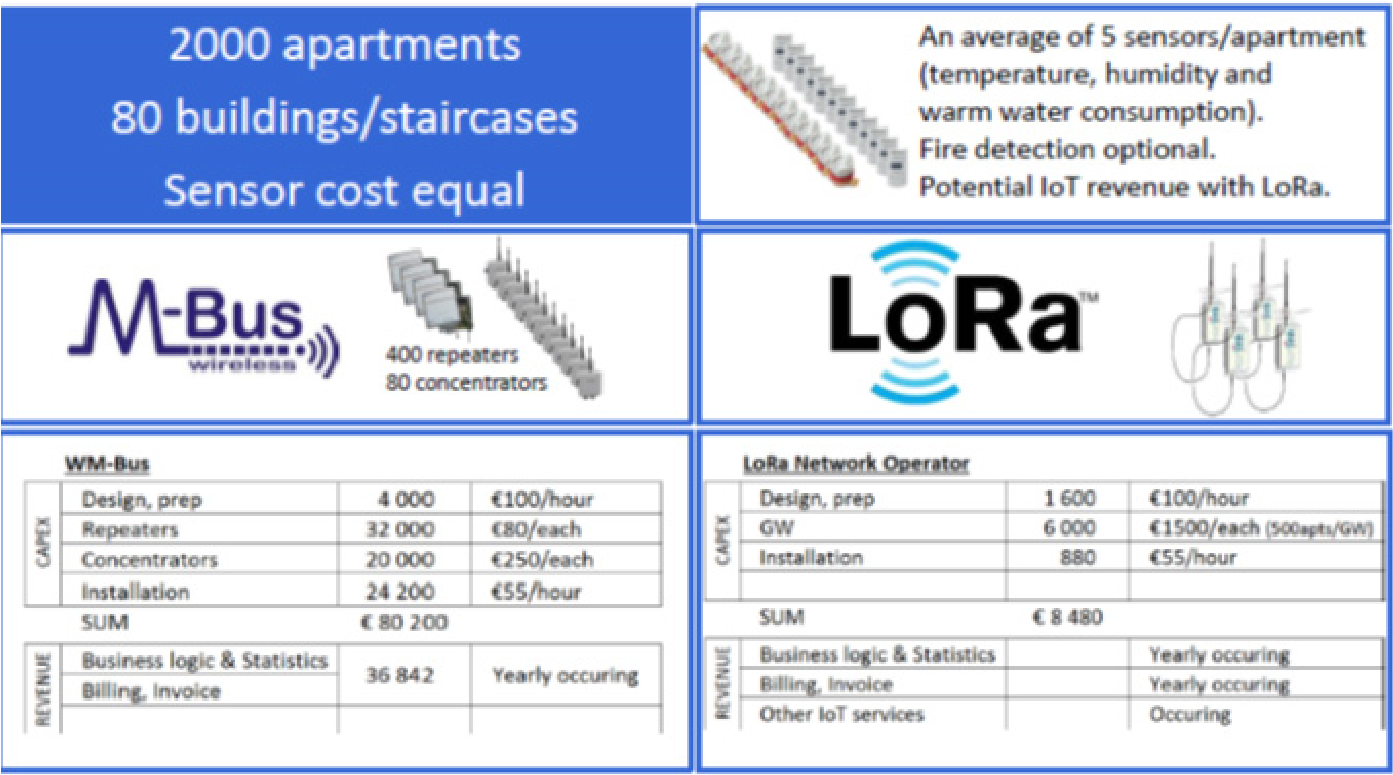 2000 apartments
80 buildings/staircases
Sensor cost equal
An average of 5 sensors/apartment
(temperature, humidity and
warm water consumption).
Fire detection optional.
Potential IoT revenue with LoRa.
M-Bus
wireless
400 repeaters
80 concentrators
LoRa™
WM-Bus
CAPEX
Design, prep 4 000 €100/hour
Repeaters 32 000 €80/each
Concentrators 20 000 €250/each
Installation 24 200 €55/hour
SUM € 80 200
REVENUE
Business logic & Statistics
36 842 Yearly occuring
Billing, Invoice
LoRa Network Operator
CAPEX
Design, prep 1 600 €100/hour
GW 6 000 €1500/each (500apts/GW)
Installation 880 €55/hour
SUM € 8 480
REVENUE
Business logic & Statistics Yearly occuring
Billing, Invoice Yearly occuring
Other IoT services Occuring